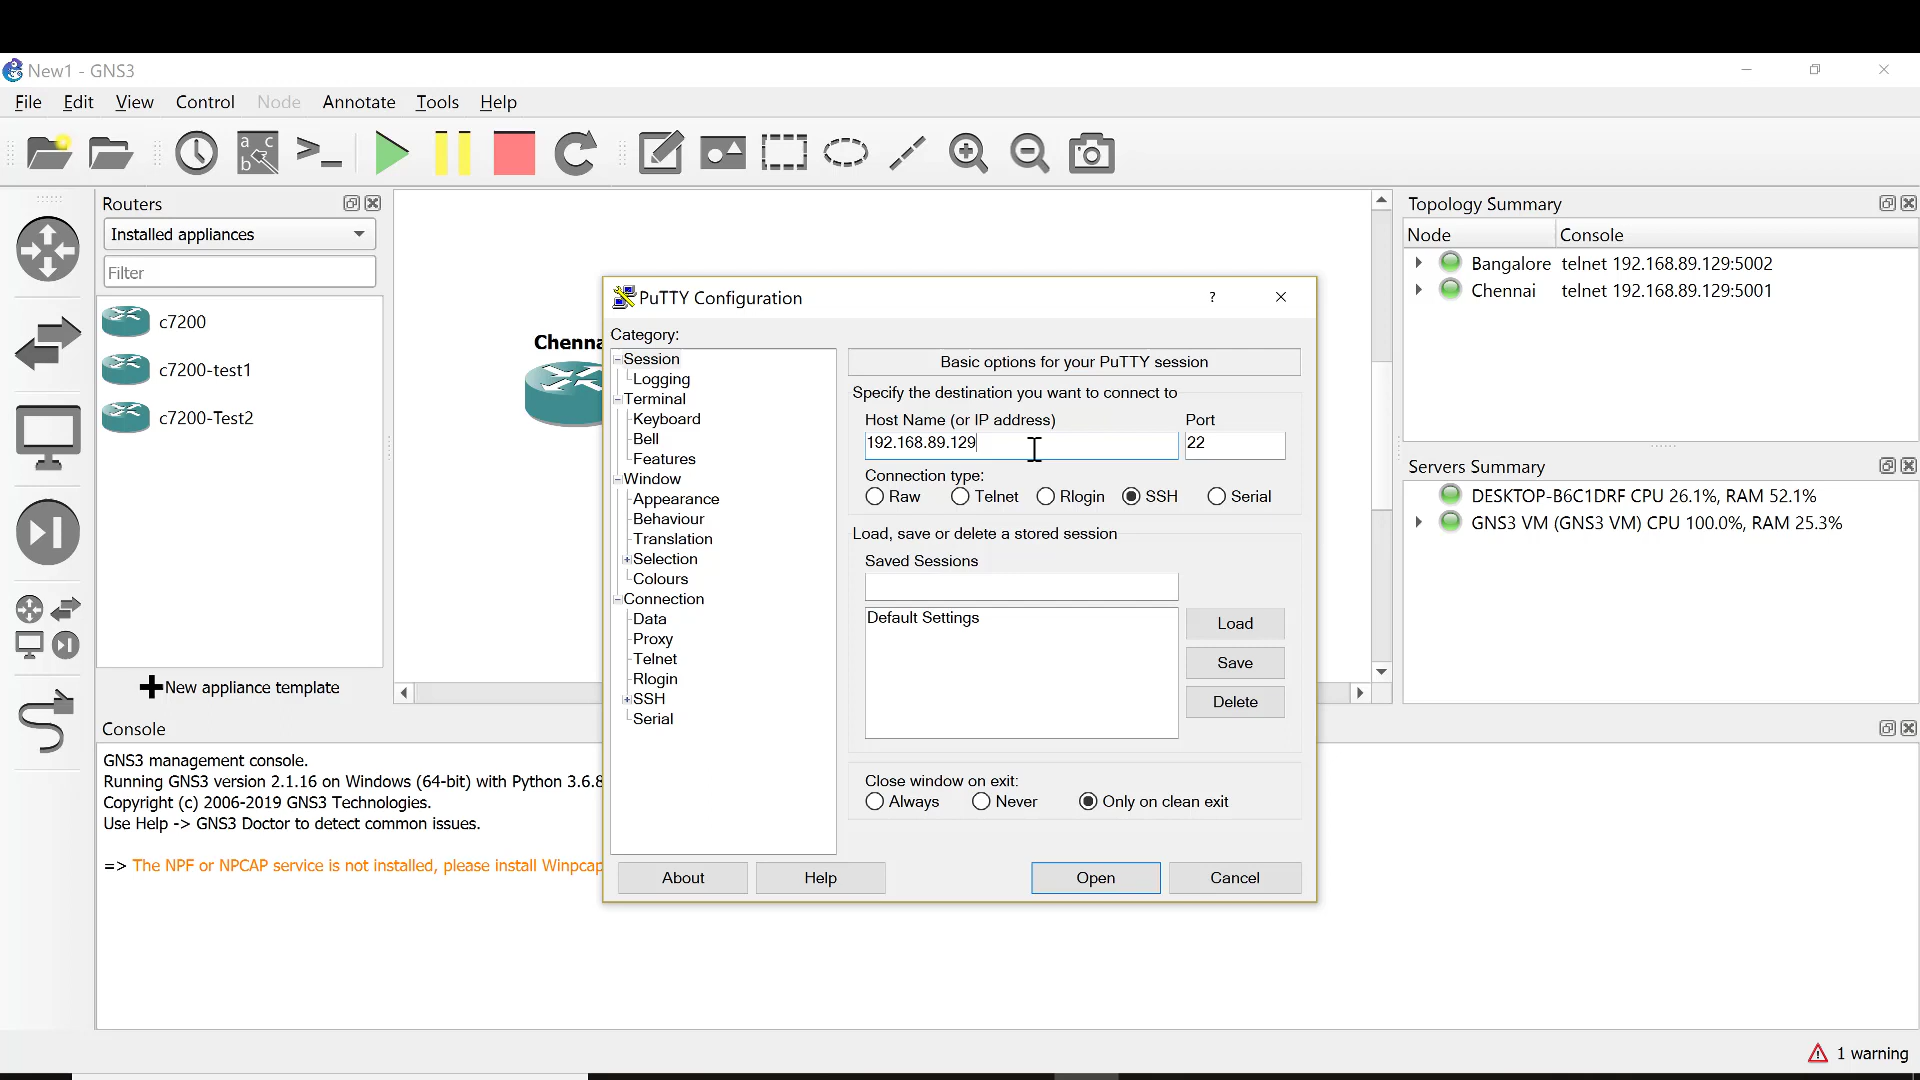 New1 - GNS3
File Edit View Control Node Annotate Tools Help
a c
b
>_
Routers
Installed appliances
Filter
c7200
c7200-test1
c7200-Test2
New appliance template
Chenna
Topology Summary
Node Console
Bangalore telnet 192.168.89.129:5002
Chennai telnet 192.168.89.129:5001
Servers Summary
DESKTOP-B6C1DRF CPU 26.1%, RAM 52.1%
GNS3 VM (GNS3 VM) CPU 100.0%, RAM 25.3%
PuTTY Configuration
?
Category:
Session
Logging
Terminal
Keyboard
Bell
Features
Window
Appearance
Behaviour
Translation
Selection
Colours
Connection
Data
Proxy
Telnet
Rlogin
SSH
Serial
Basic options for your PuTTY session
Specify the destination you want to connect to
Host Name (or IP address) Port
192.168.89.129 22
Connection type:
Raw Telnet Rlogin SSH Serial
Load, save or delete a stored session
Saved Sessions
Default Settings
Load
Save
Delete
Close window on exit:
Always Never Only on clean exit
About Help Open Cancel
Console
GNS3 management console.
Running GNS3 version 2.1.16 on Windows (64-bit) with Python 3.6.8
Copyright (c) 2006-2019 GNS3 Technologies.
Use Help -> GNS3 Doctor to detect common issues.
=> The NPF or NPCAP service is not installed, please install Winpcap
1 warning